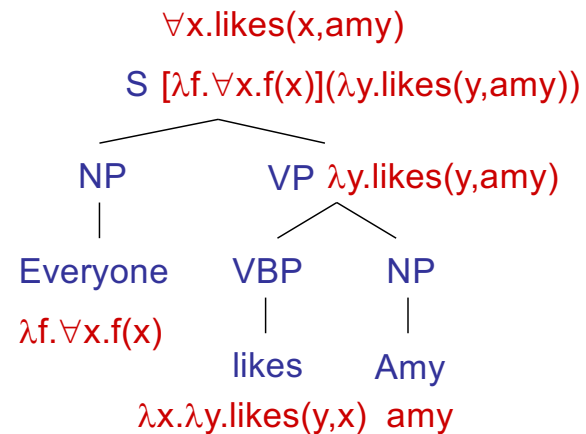 ∀x.likes(x,amy)
S [λf.∀x.f(x)](λy.likes(y,amy))
NP VP λy.likes(y,amy)
Everyone VBP NP
λf.∀x.f(x)
likes Amy
λx.λy.likes(y,x) amy